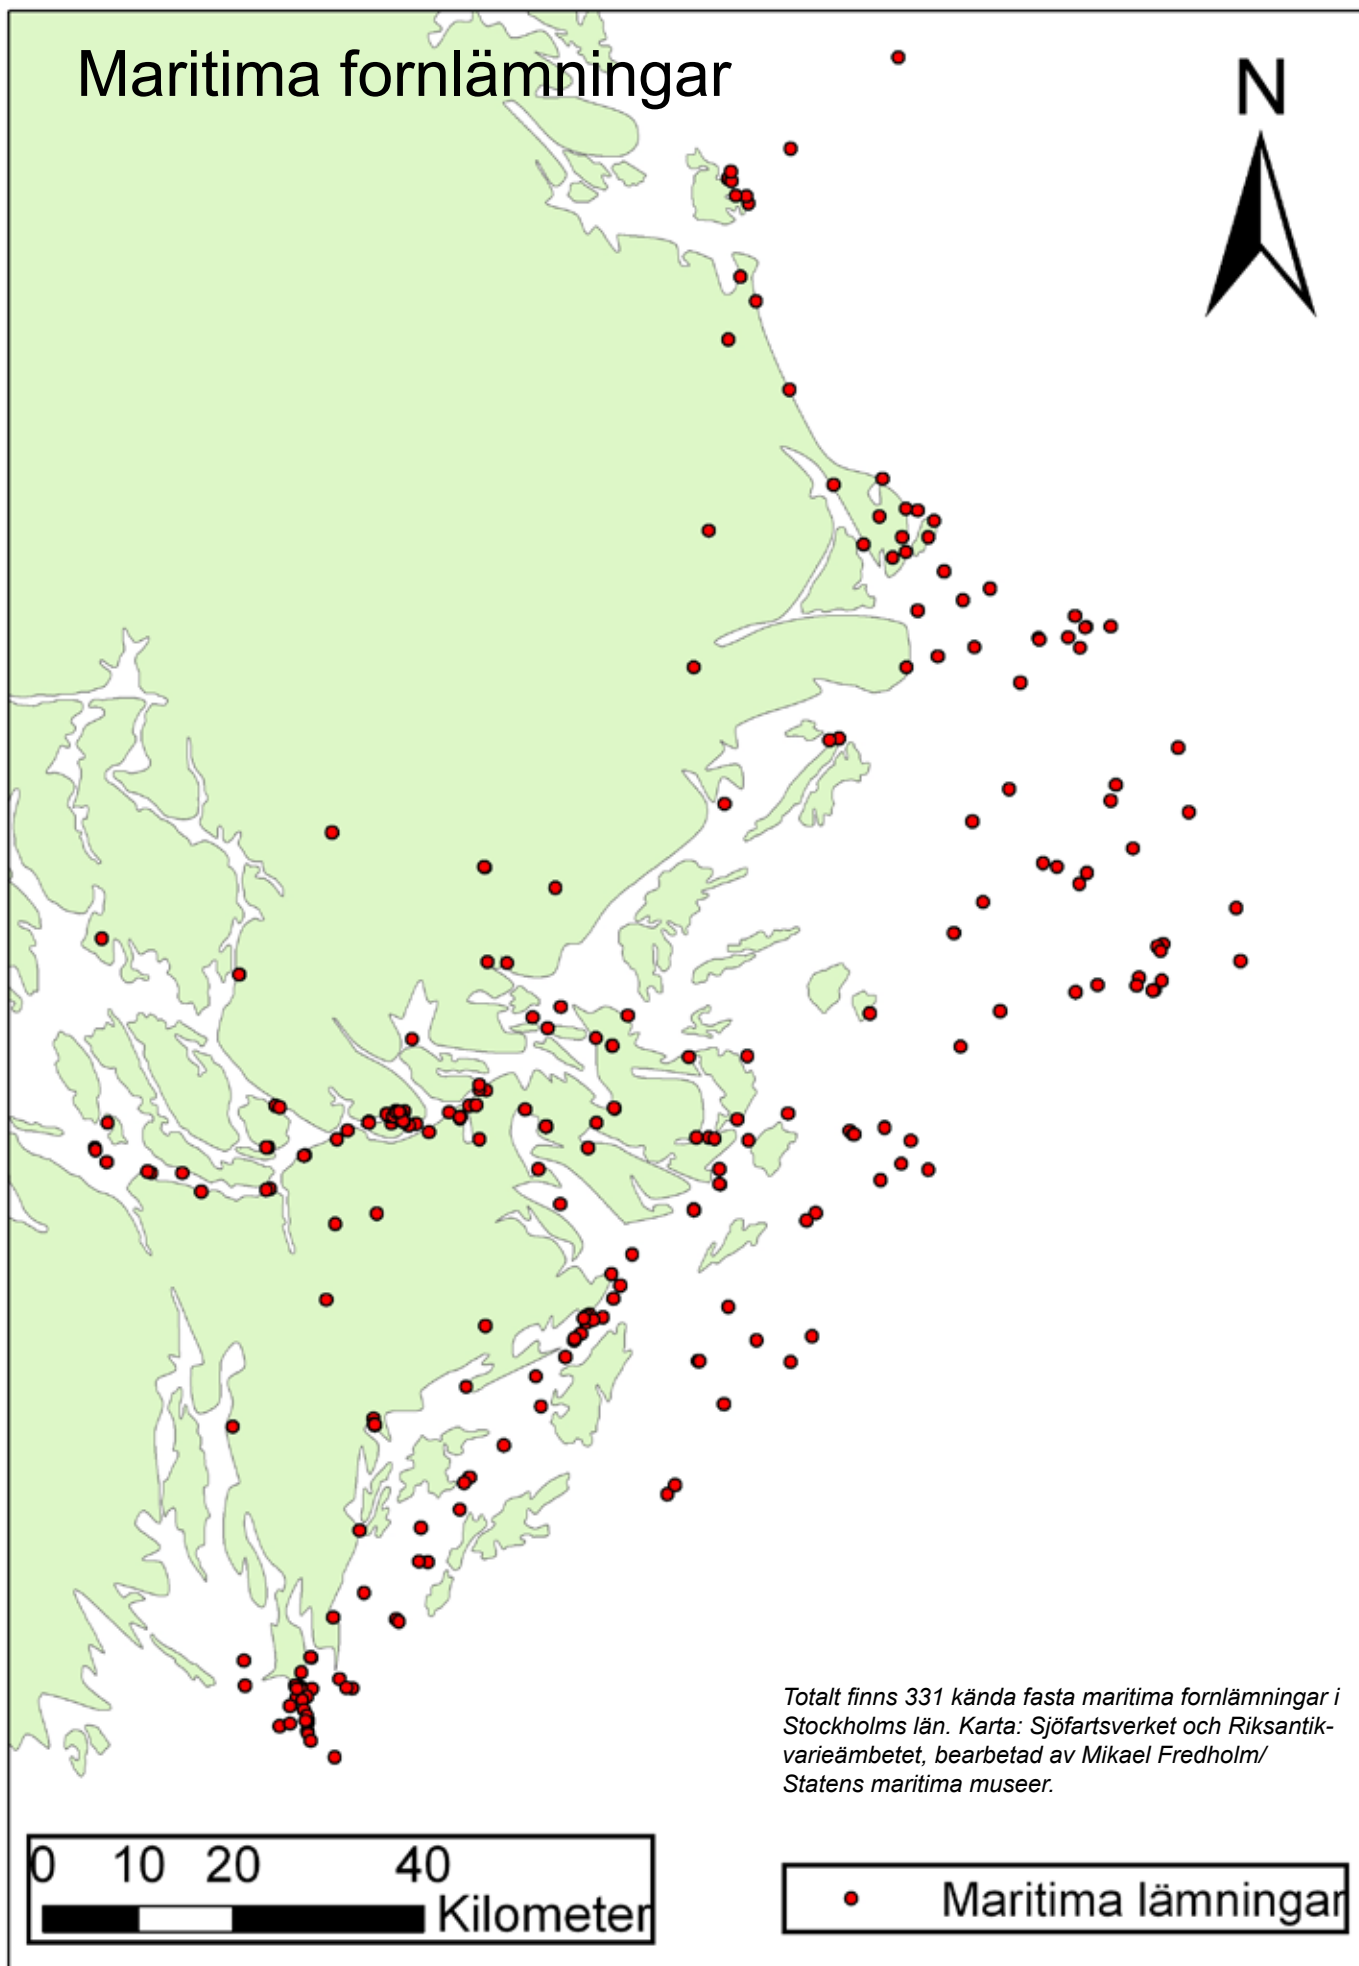 Maritima fornlämningar
N
Totalt finns 331 kända fasta maritima fornlämningar i
Stockholms län. Karta: Sjöfartsverket och Riksantik-
varieämbetet, bearbetad av Mikael Fredholm/
Statens maritima museer.
0 10 20 40
Kilometer
Maritima lämningar